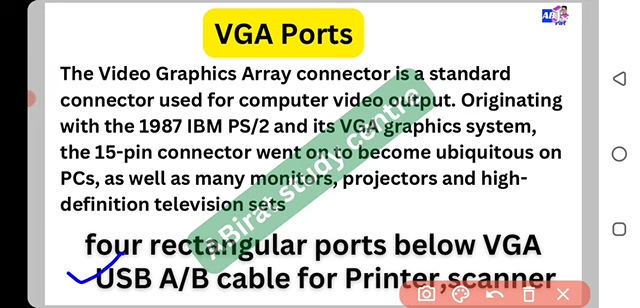 VGA Ports
The Video Graphics Array connector is a standard
connector used for computer video output. Originating
with the 1987 IBM PS/2 and its VGA graphics system,
the 15-pin connector went on to become ubiquitous on
PCs, as well as many monitors, projectors and high-
definition television sets
ABirat study centre
four rectangular ports below VGA
USB A/B cable for Printer,scanner